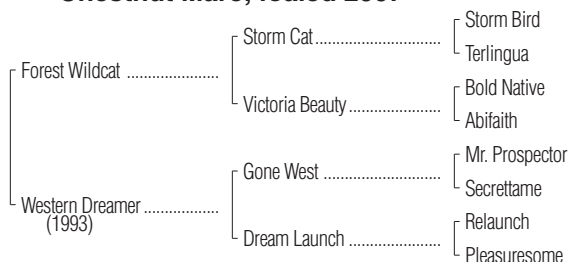 Chestnut Mare; foaled
Storm Bird
Storm Cat
Terlingua
Forest Wildcat
Bold Native
Victoria Beauty
Abifaith
Mr. Prospector
Gone West
Secrettame
Western Dreamer
(1993)
Relaunch
Dream Launch
Pleasuresome